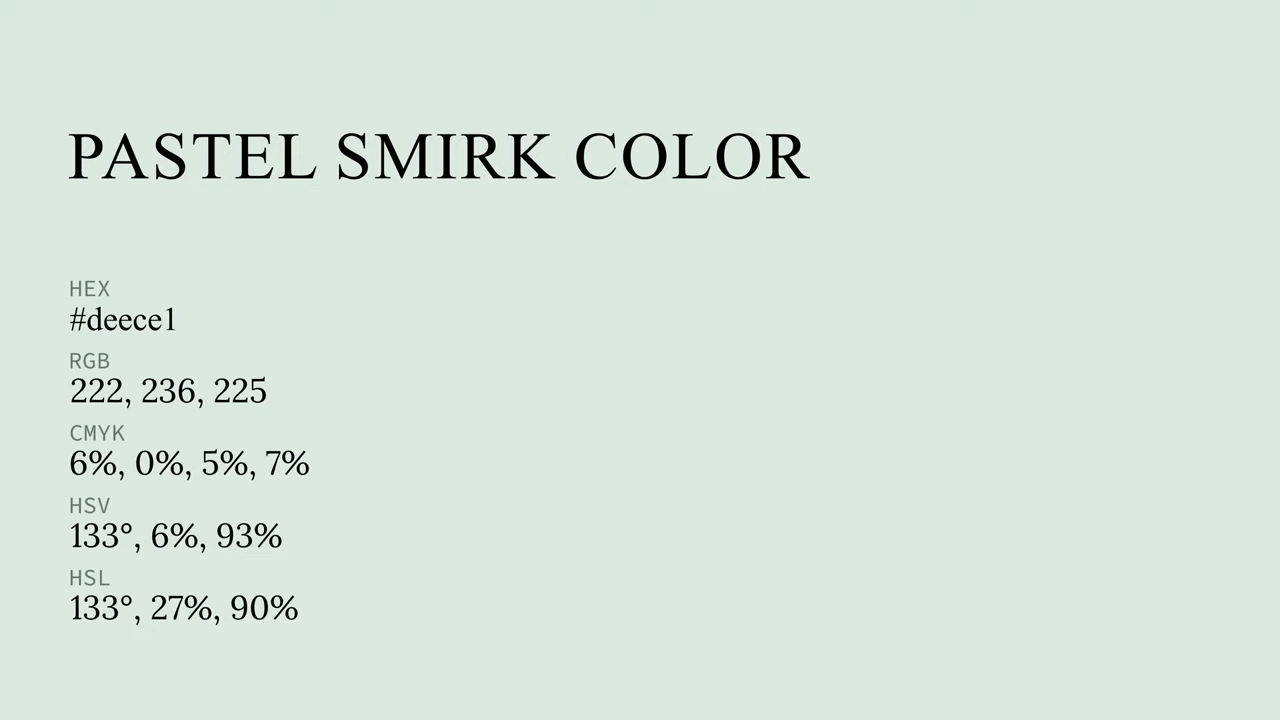 PASTEL SMIRK COLOR
HEX
#deece1
RGB
222, 236, 225
CMYK
6%, 0%, 5%, 7%
HSV
133°, 6%, 93%
HSL
133°, 27%, 90%